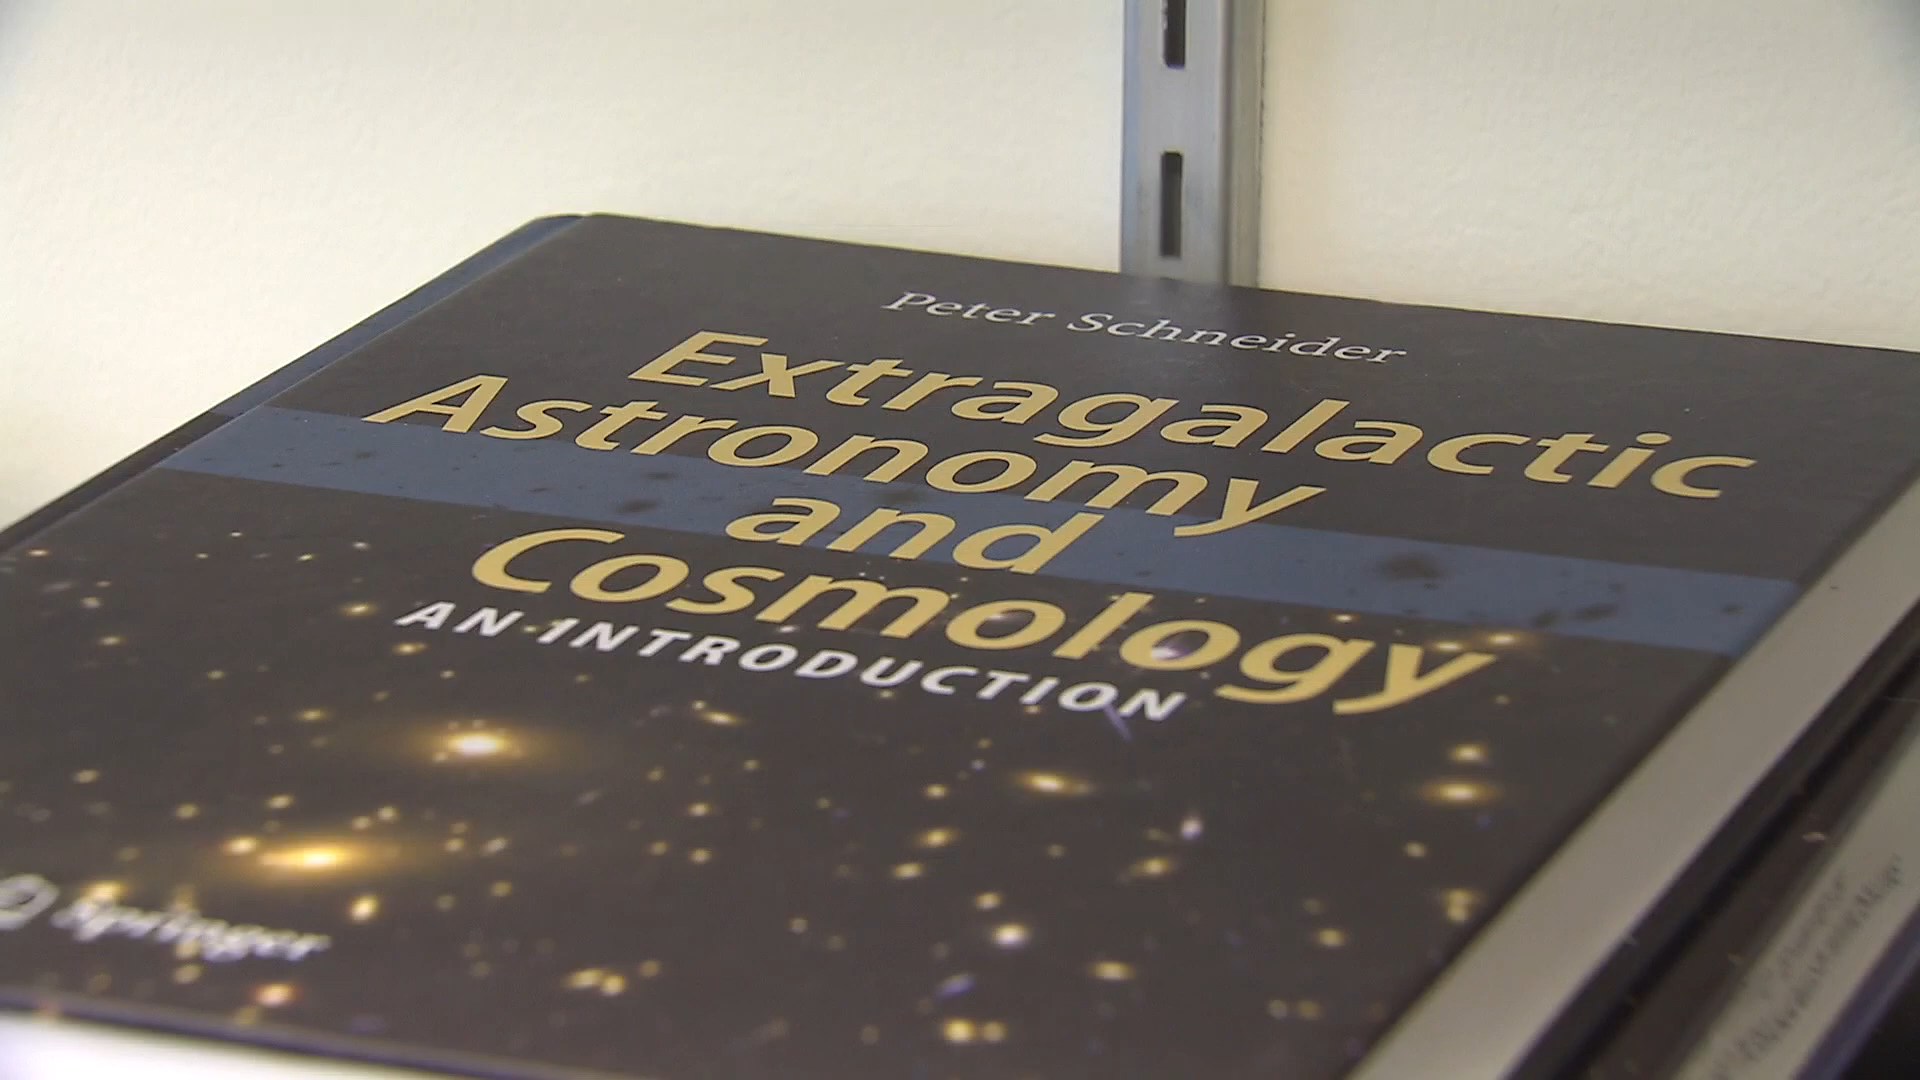 Peter Schneider
Extragalactic
Astronomy
and
Cosmology
AN INTRODUCTION
Springer